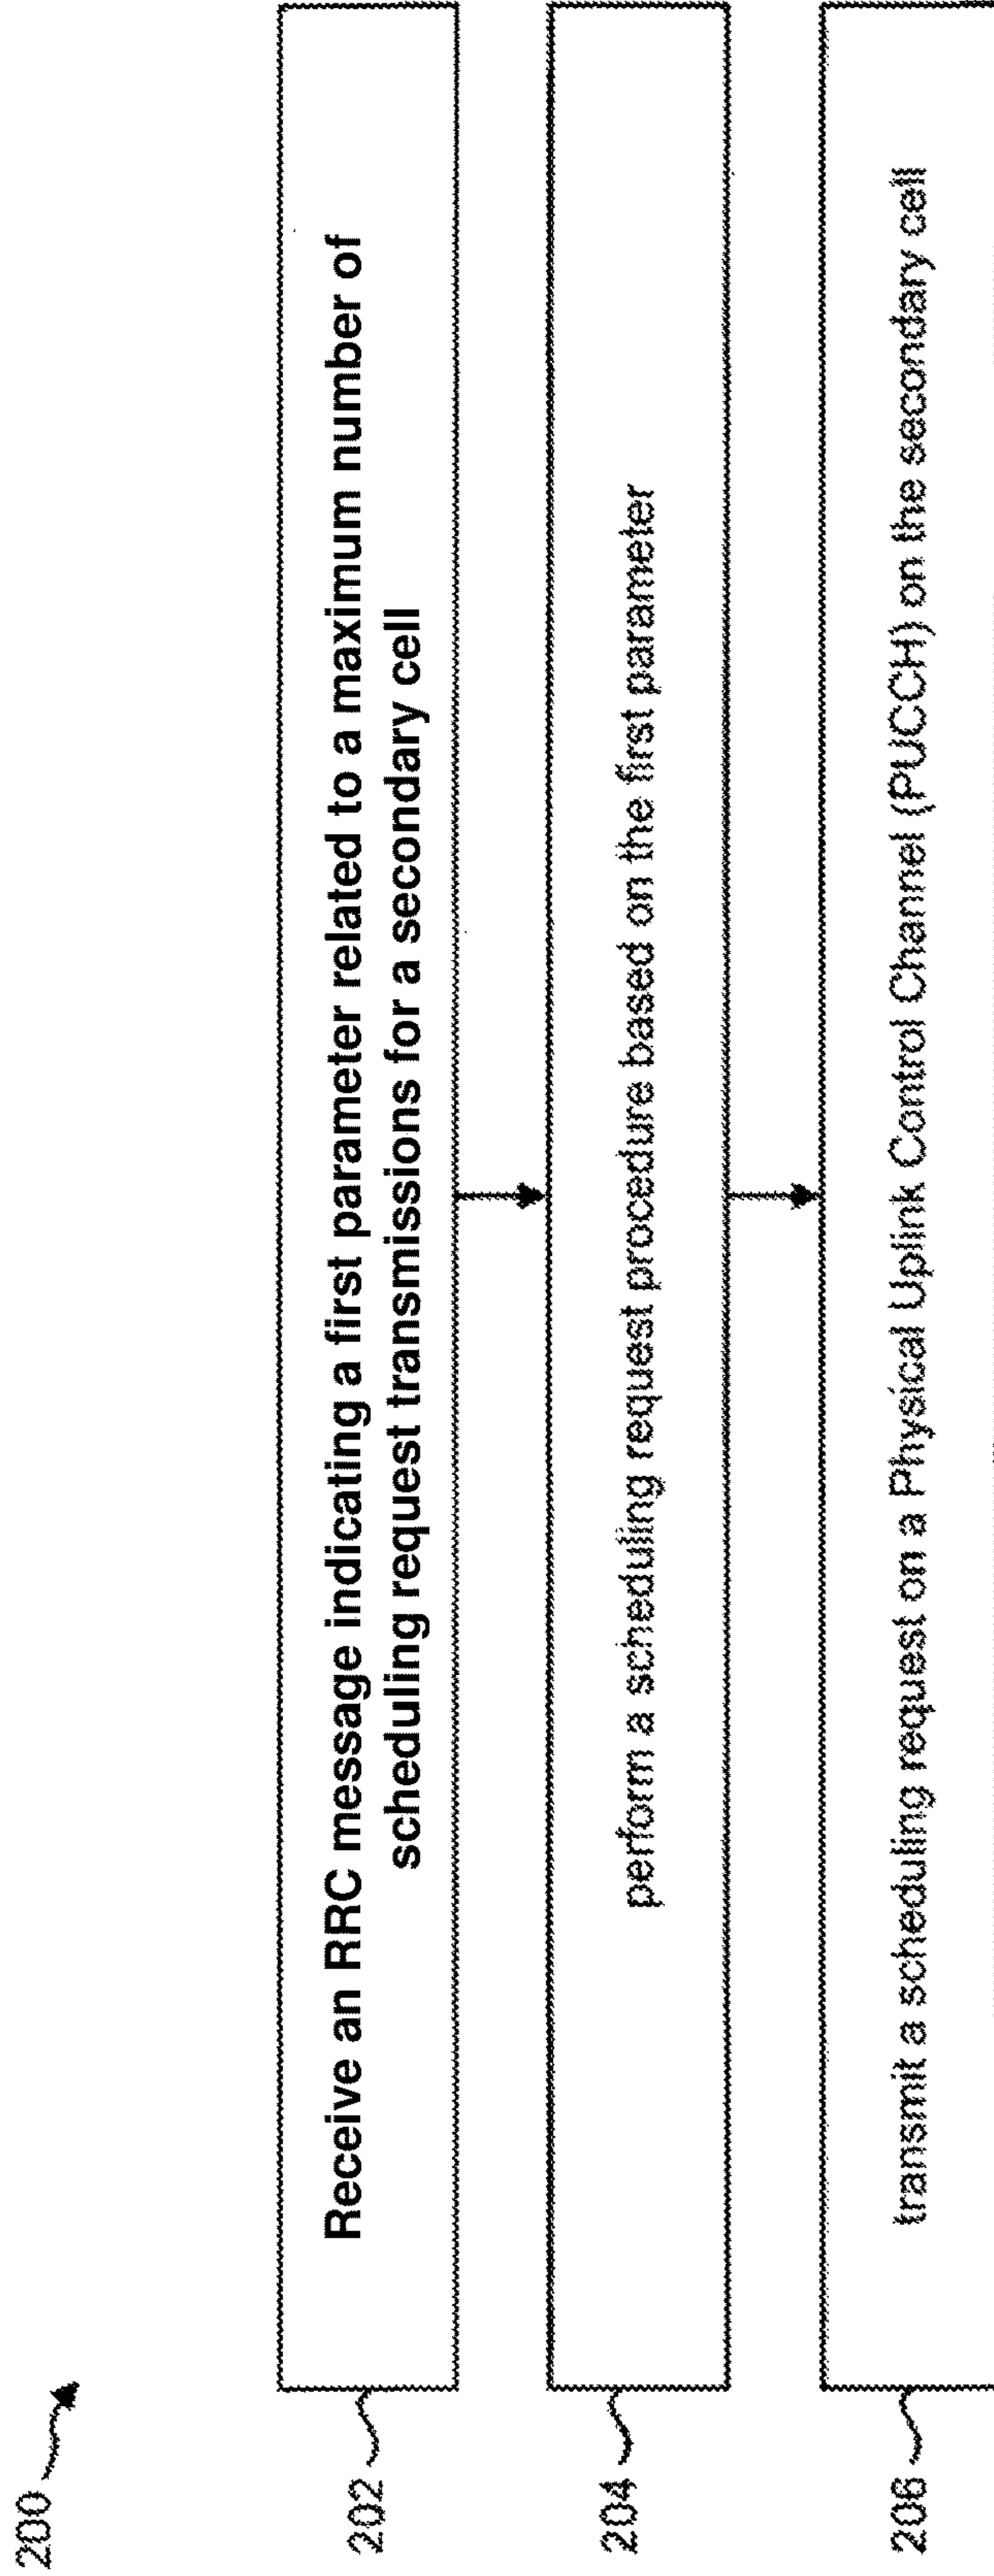 200
202
Receive an RRC message indicating a first parameter related to a maximum number of
scheduling request transmissions for a secondary cell
204
perform a scheduling request procedure based on the first parameter
206
transmit a scheduling request on a Physical Uplink Control Channel (PUCCH) on the secondary cell